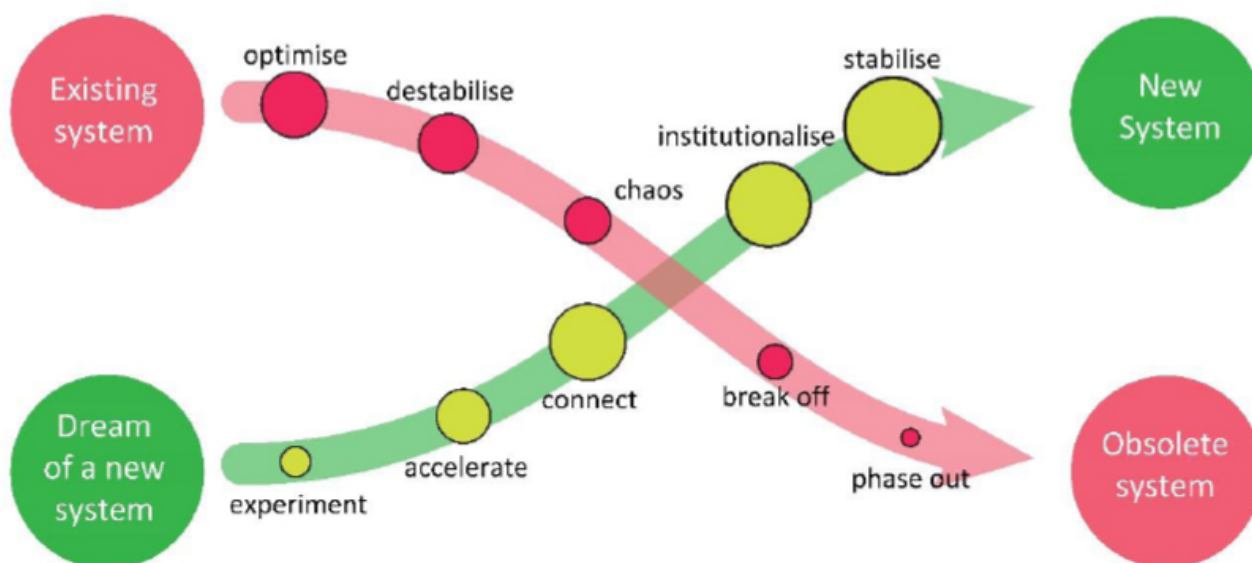 Existing
system
optimise
destabilise
chaos
break off
phase out
Obsolete
system
Dream
of a new
system
experiment
accelerate
connect
institutionalise
stabilise
New
System